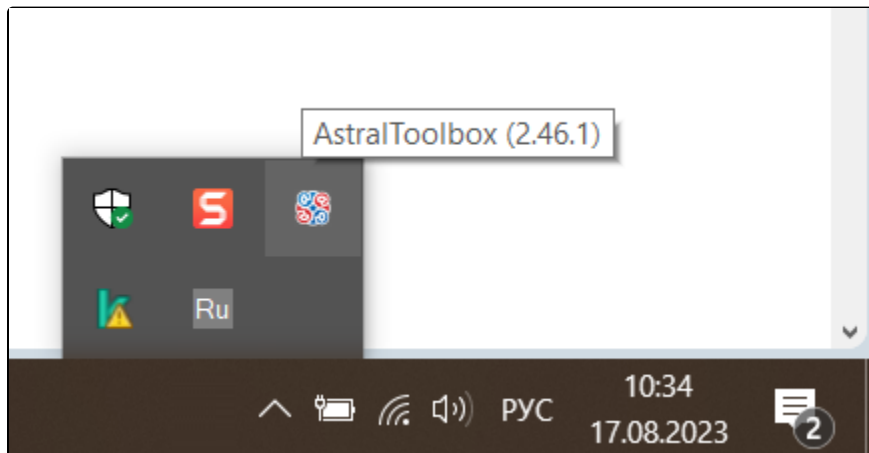 AstralToolbox (2.46.1)
S
Ru
РУС
10:34
17.08.2023
2